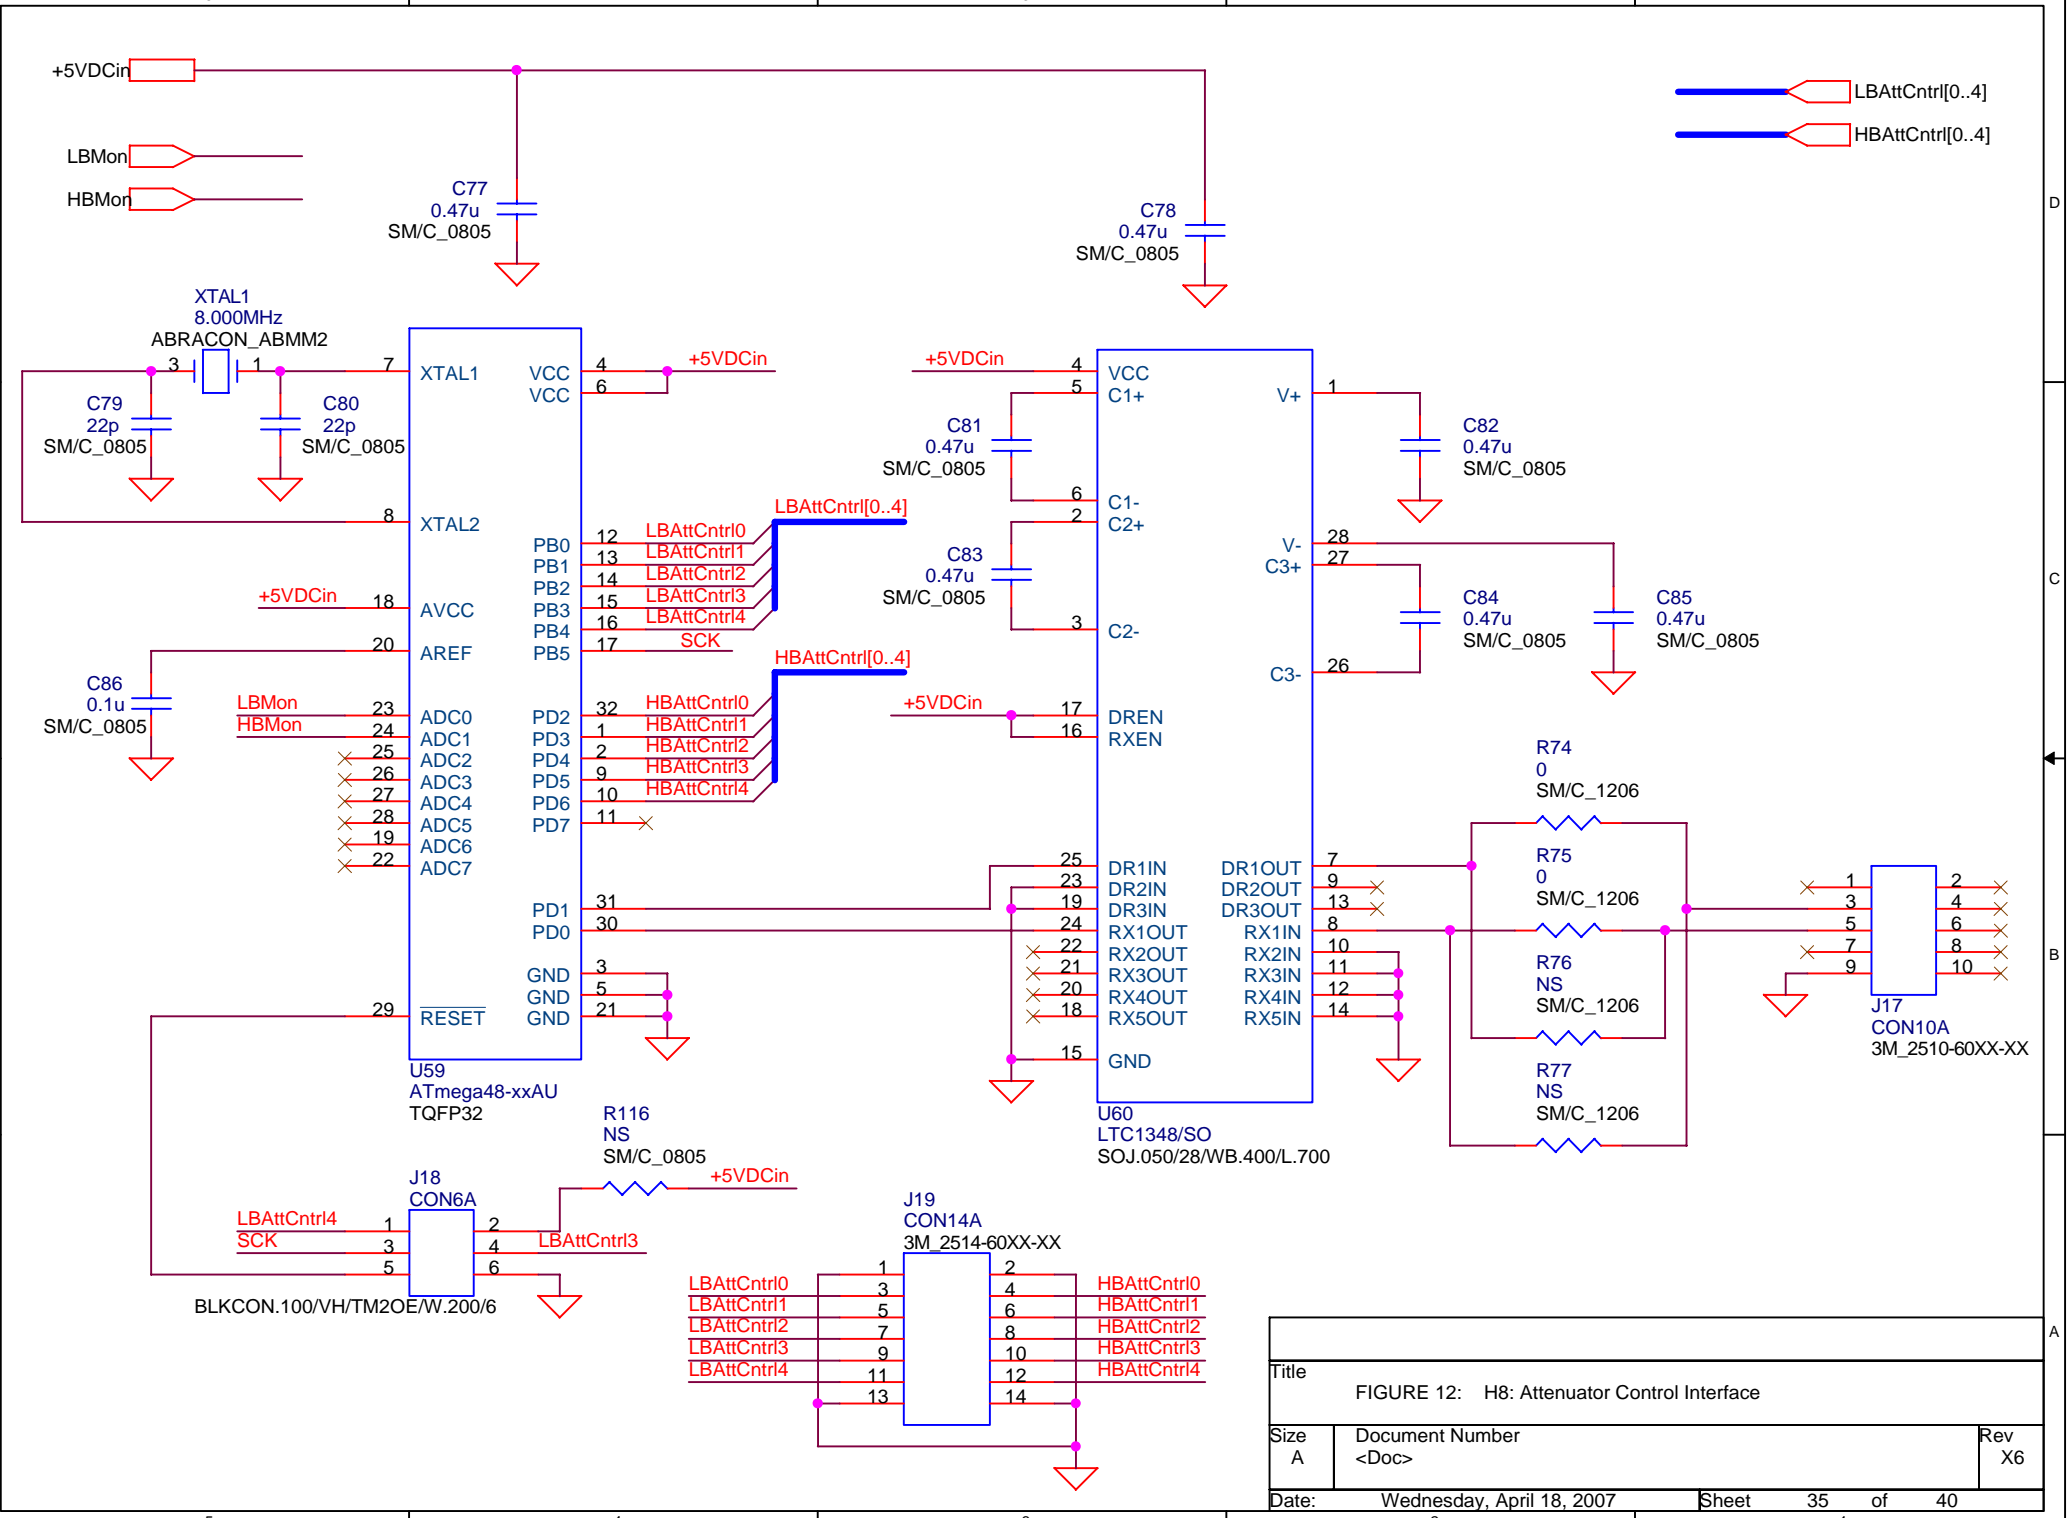 +5VDCin
LBMon
HBMon
LBAttCntrl[0..4]
HBAttCntrl[0..4]
C77
0.47u
SM/C_0805
C78
0.47u
SM/C_0805
XTAL1
8.000MHz
ABRACON_ABMM2
3 1
C79
22p
SM/C_0805
C80
22p
SM/C_0805
7 XTAL1
8 XTAL2
+5VDCin 18 AVCC
20 AREF
C86
0.1u
SM/C_0805
LBMon 23 ADC0
HBMon 24 ADC1
25 ADC2
26 ADC3
27 ADC4
28 ADC5
19 ADC6
22 ADC7
29 RESET
VCC 4 +5VDCin
VCC 6
LBAttCntrl[0..4]
PB0 12 LBAttCntrl0
PB1 13 LBAttCntrl1
PB2 14 LBAttCntrl2
PB3 15 LBAttCntrl3
PB4 16 LBAttCntrl4
PB5 17 SCK
HBAttCntrl[0..4]
PD2 32 HBAttCntrl0
PD3 1 HBAttCntrl1
PD4 2 HBAttCntrl2
PD5 9 HBAttCntrl3
PD6 10 HBAttCntrl4
PD7 11
PD1 31
PD0 30
GND 3
GND 5
GND 21
U59
ATmega48-xxAU
TQFP32
+5VDCin 4 VCC
5 C1+
C81
0.47u
SM/C_0805
6 C1-
2 C2+
C83
0.47u
SM/C_0805
3 C2-
+5VDCin 17 DREN
16 RXEN
25 DR1IN
23 DR2IN
19 DR3IN
24 RX1OUT
22 RX2OUT
21 RX3OUT
20 RX4OUT
18 RX5OUT
15 GND
V+ 1
C82
0.47u
SM/C_0805
V- 28
C3+ 27
C84
0.47u
SM/C_0805
C85
0.47u
SM/C_0805
C3- 26
DR1OUT 7
DR2OUT 9
DR3OUT 13
RX1IN 8
RX2IN 10
RX3IN 11
RX4IN 12
RX5IN 14
U60
LTC1348/SO
SOJ.050/28/WB.400/L.700
R74
0
SM/C_1206
R75
0
SM/C_1206
R76
NS
SM/C_1206
R77
NS
SM/C_1206
1 2
3 4
5 6
7 8
9 10
J17
CON10A
3M_2510-60XX-XX
R116
NS
SM/C_0805
+5VDCin
J18
CON6A
LBAttCntrl4 1 2
SCK 3 4 LBAttCntrl3
5 6
BLKCON.100/VH/TM2OE/W.200/6
J19
CON14A
3M_2514-60XX-XX
1 2
LBAttCntrl0 3 4 HBAttCntrl0
LBAttCntrl1 5 6 HBAttCntrl1
LBAttCntrl2 7 8 HBAttCntrl2
LBAttCntrl3 9 10 HBAttCntrl3
LBAttCntrl4 11 12 HBAttCntrl4
13 14
D
C
B
A
Title
FIGURE 12: H8: Attenuator Control Interface
Size
A
Document Number
<Doc>
Rev
X6
Date: Wednesday, April 18, 2007 Sheet 35 of 40